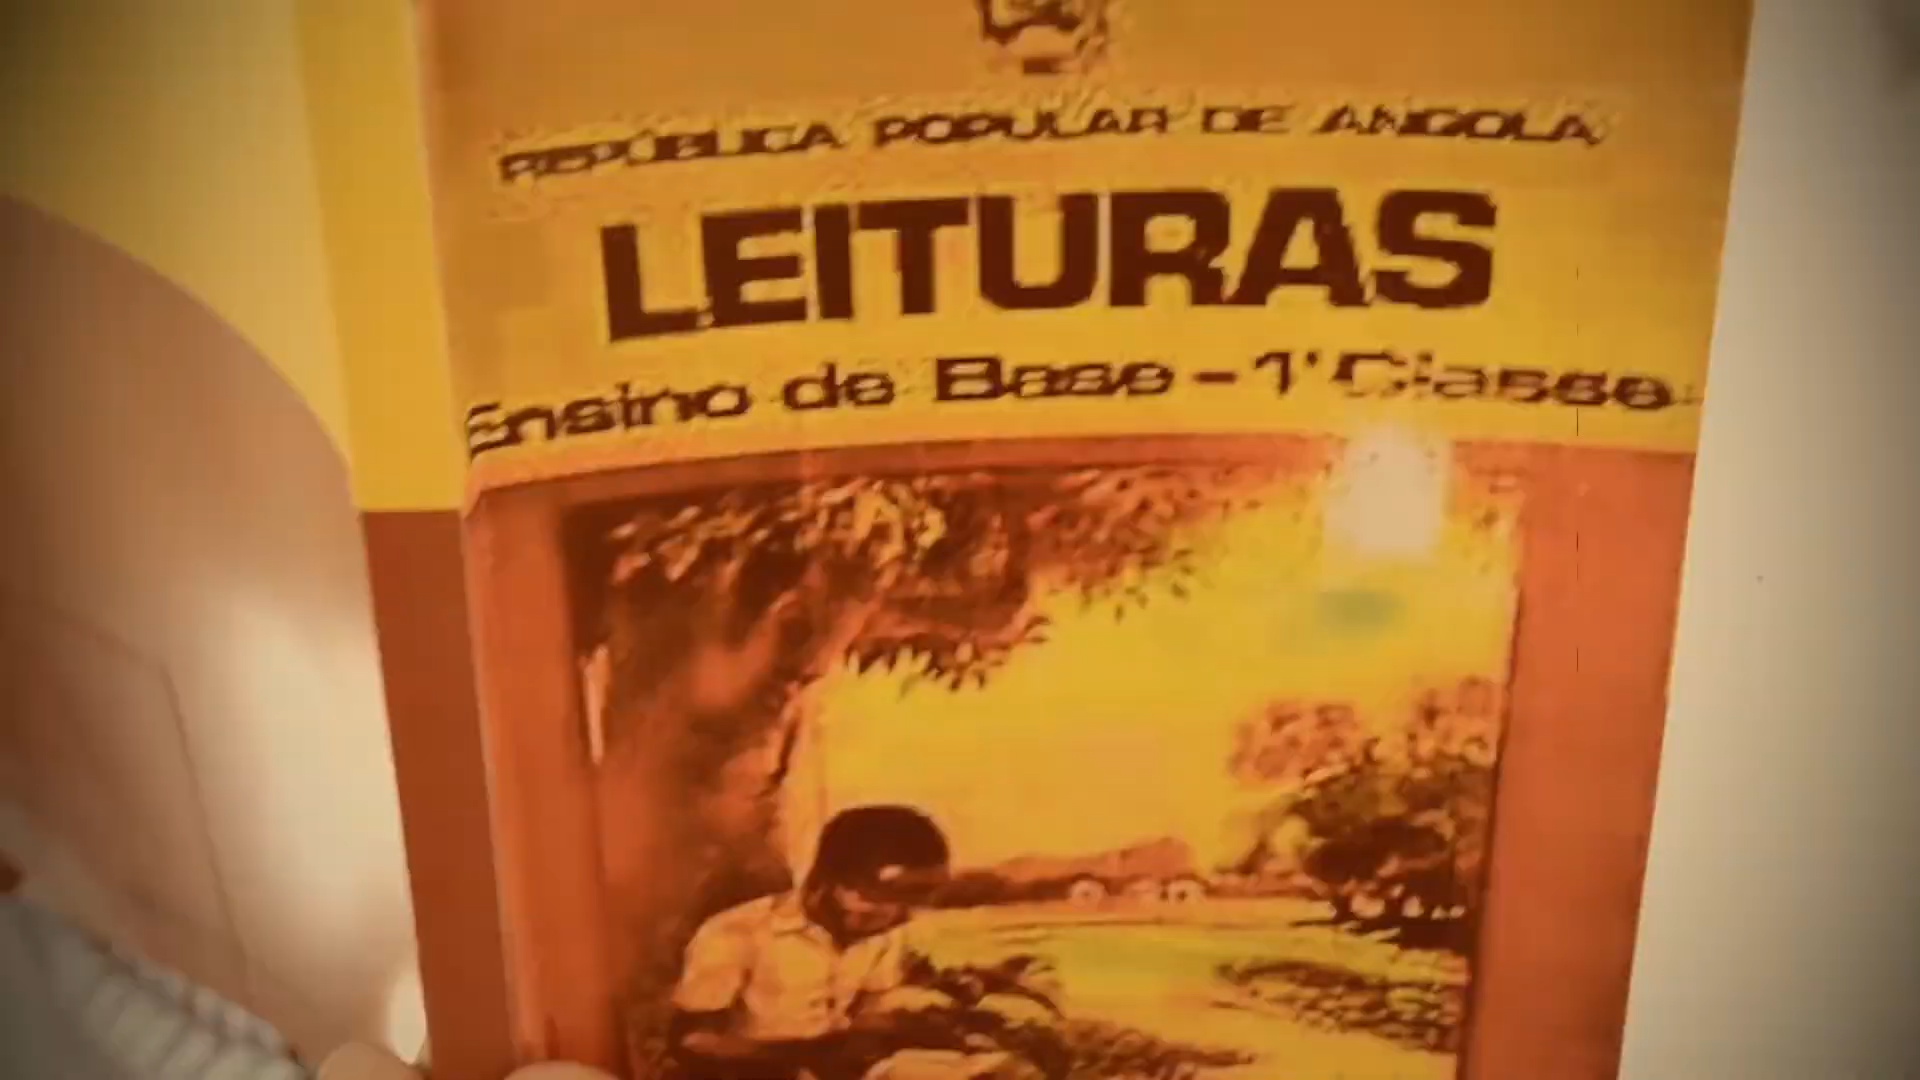 REPÚBLICA POPULAR DE ANGOLA
LEITURAS
Ensino de Base - 1ª Classe